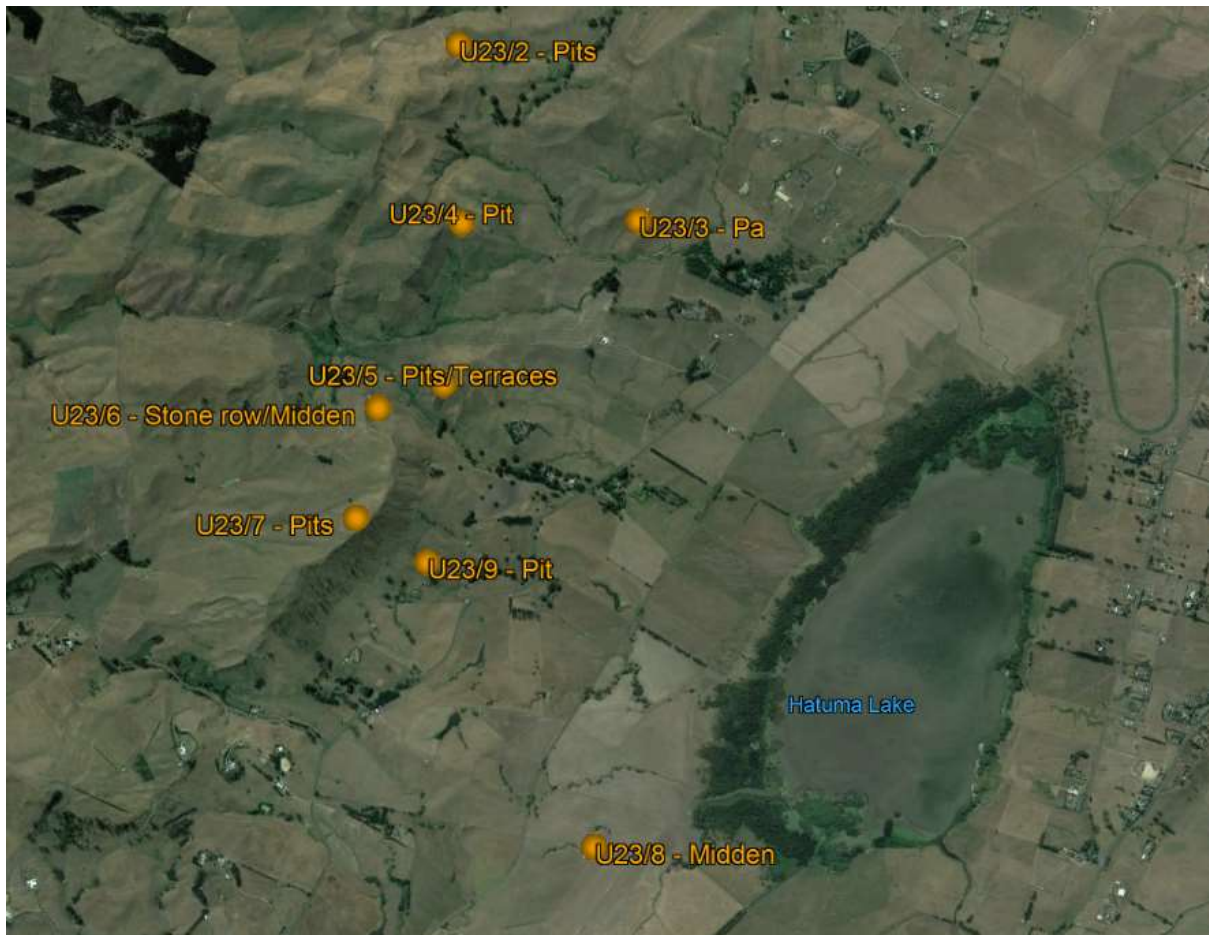 U23/2 - Pits
U23/4 - Pit
U23/3 - Pa
U23/5 - Pits/Terraces
U23/6 - Stone row/Midden
U23/7 - Pits
U23/9 - Pit
Hatuma Lake
U23/8 - Midden